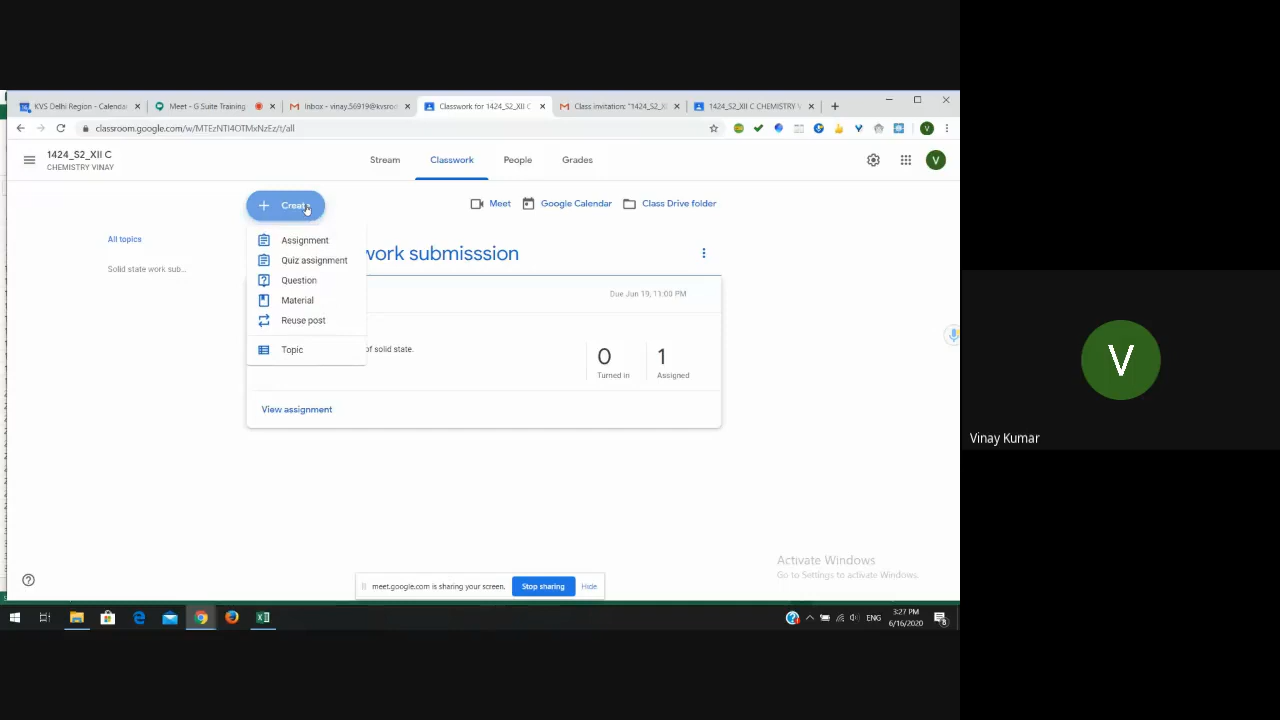 KVS Delhi Region - Calenda
Meet - G Suite Training
Inbox - vinay.56919@kvsro
Classwork for 1424_S2_XII C
Class invitation: "1424_S2_X
1424_S2_XII C CHEMISTRY V
classroom.google.com/w/MTEzNTI4OTMxNzEz/t/all
V
1424_S2_XII C
CHEMISTRY VINAY
Stream
Classwork
People
Grades
V
Create
Meet
Google Calendar
Class Drive folder
All topics
Solid state work sub...
Assignment
Quiz assignment
Question
Material
Reuse post
Topic
work submisssion
Due Jun 19, 11:00 PM
of solid state.
0
Turned in
1
Assigned
View assignment
V
Vinay Kumar
Activate Windows
Go to Settings to activate Windows.
meet.google.com is sharing your screen.
Stop sharing
Hide
ENG
3:27 PM
6/16/2020